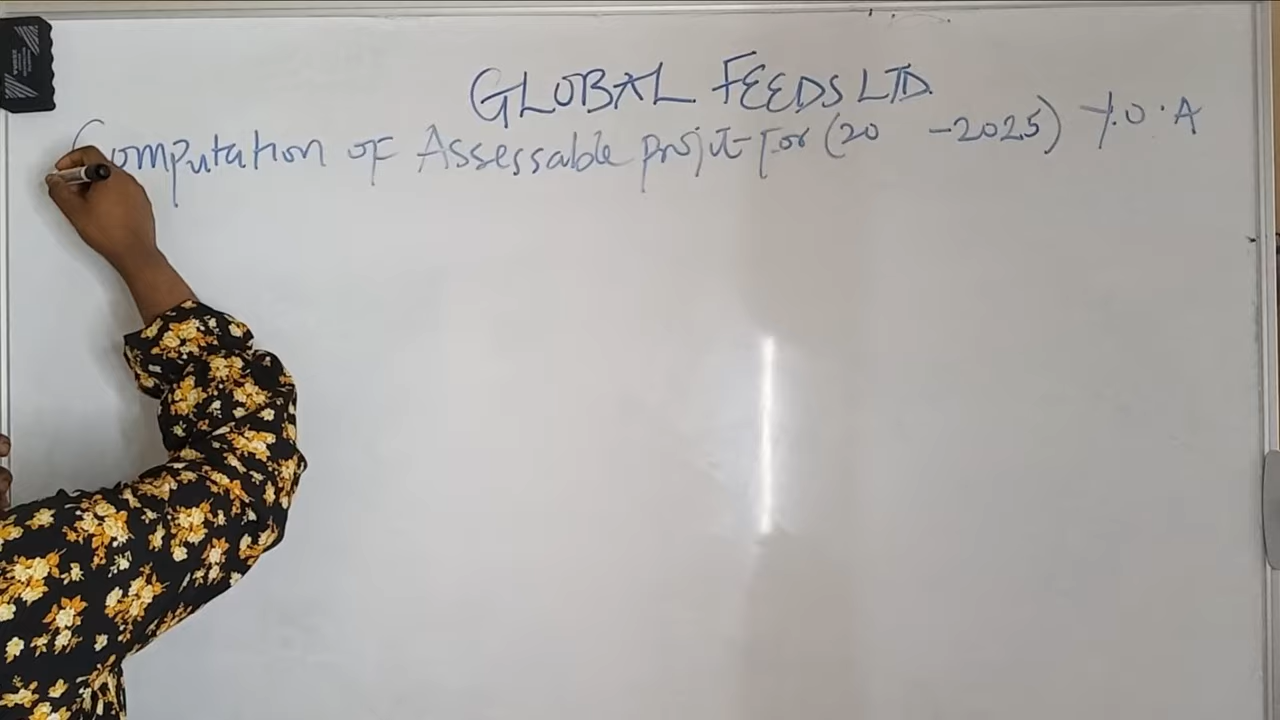 GLOBAL FEEDS LTD.
Computation of Assessable profit for (20 -2025) Y.O.A